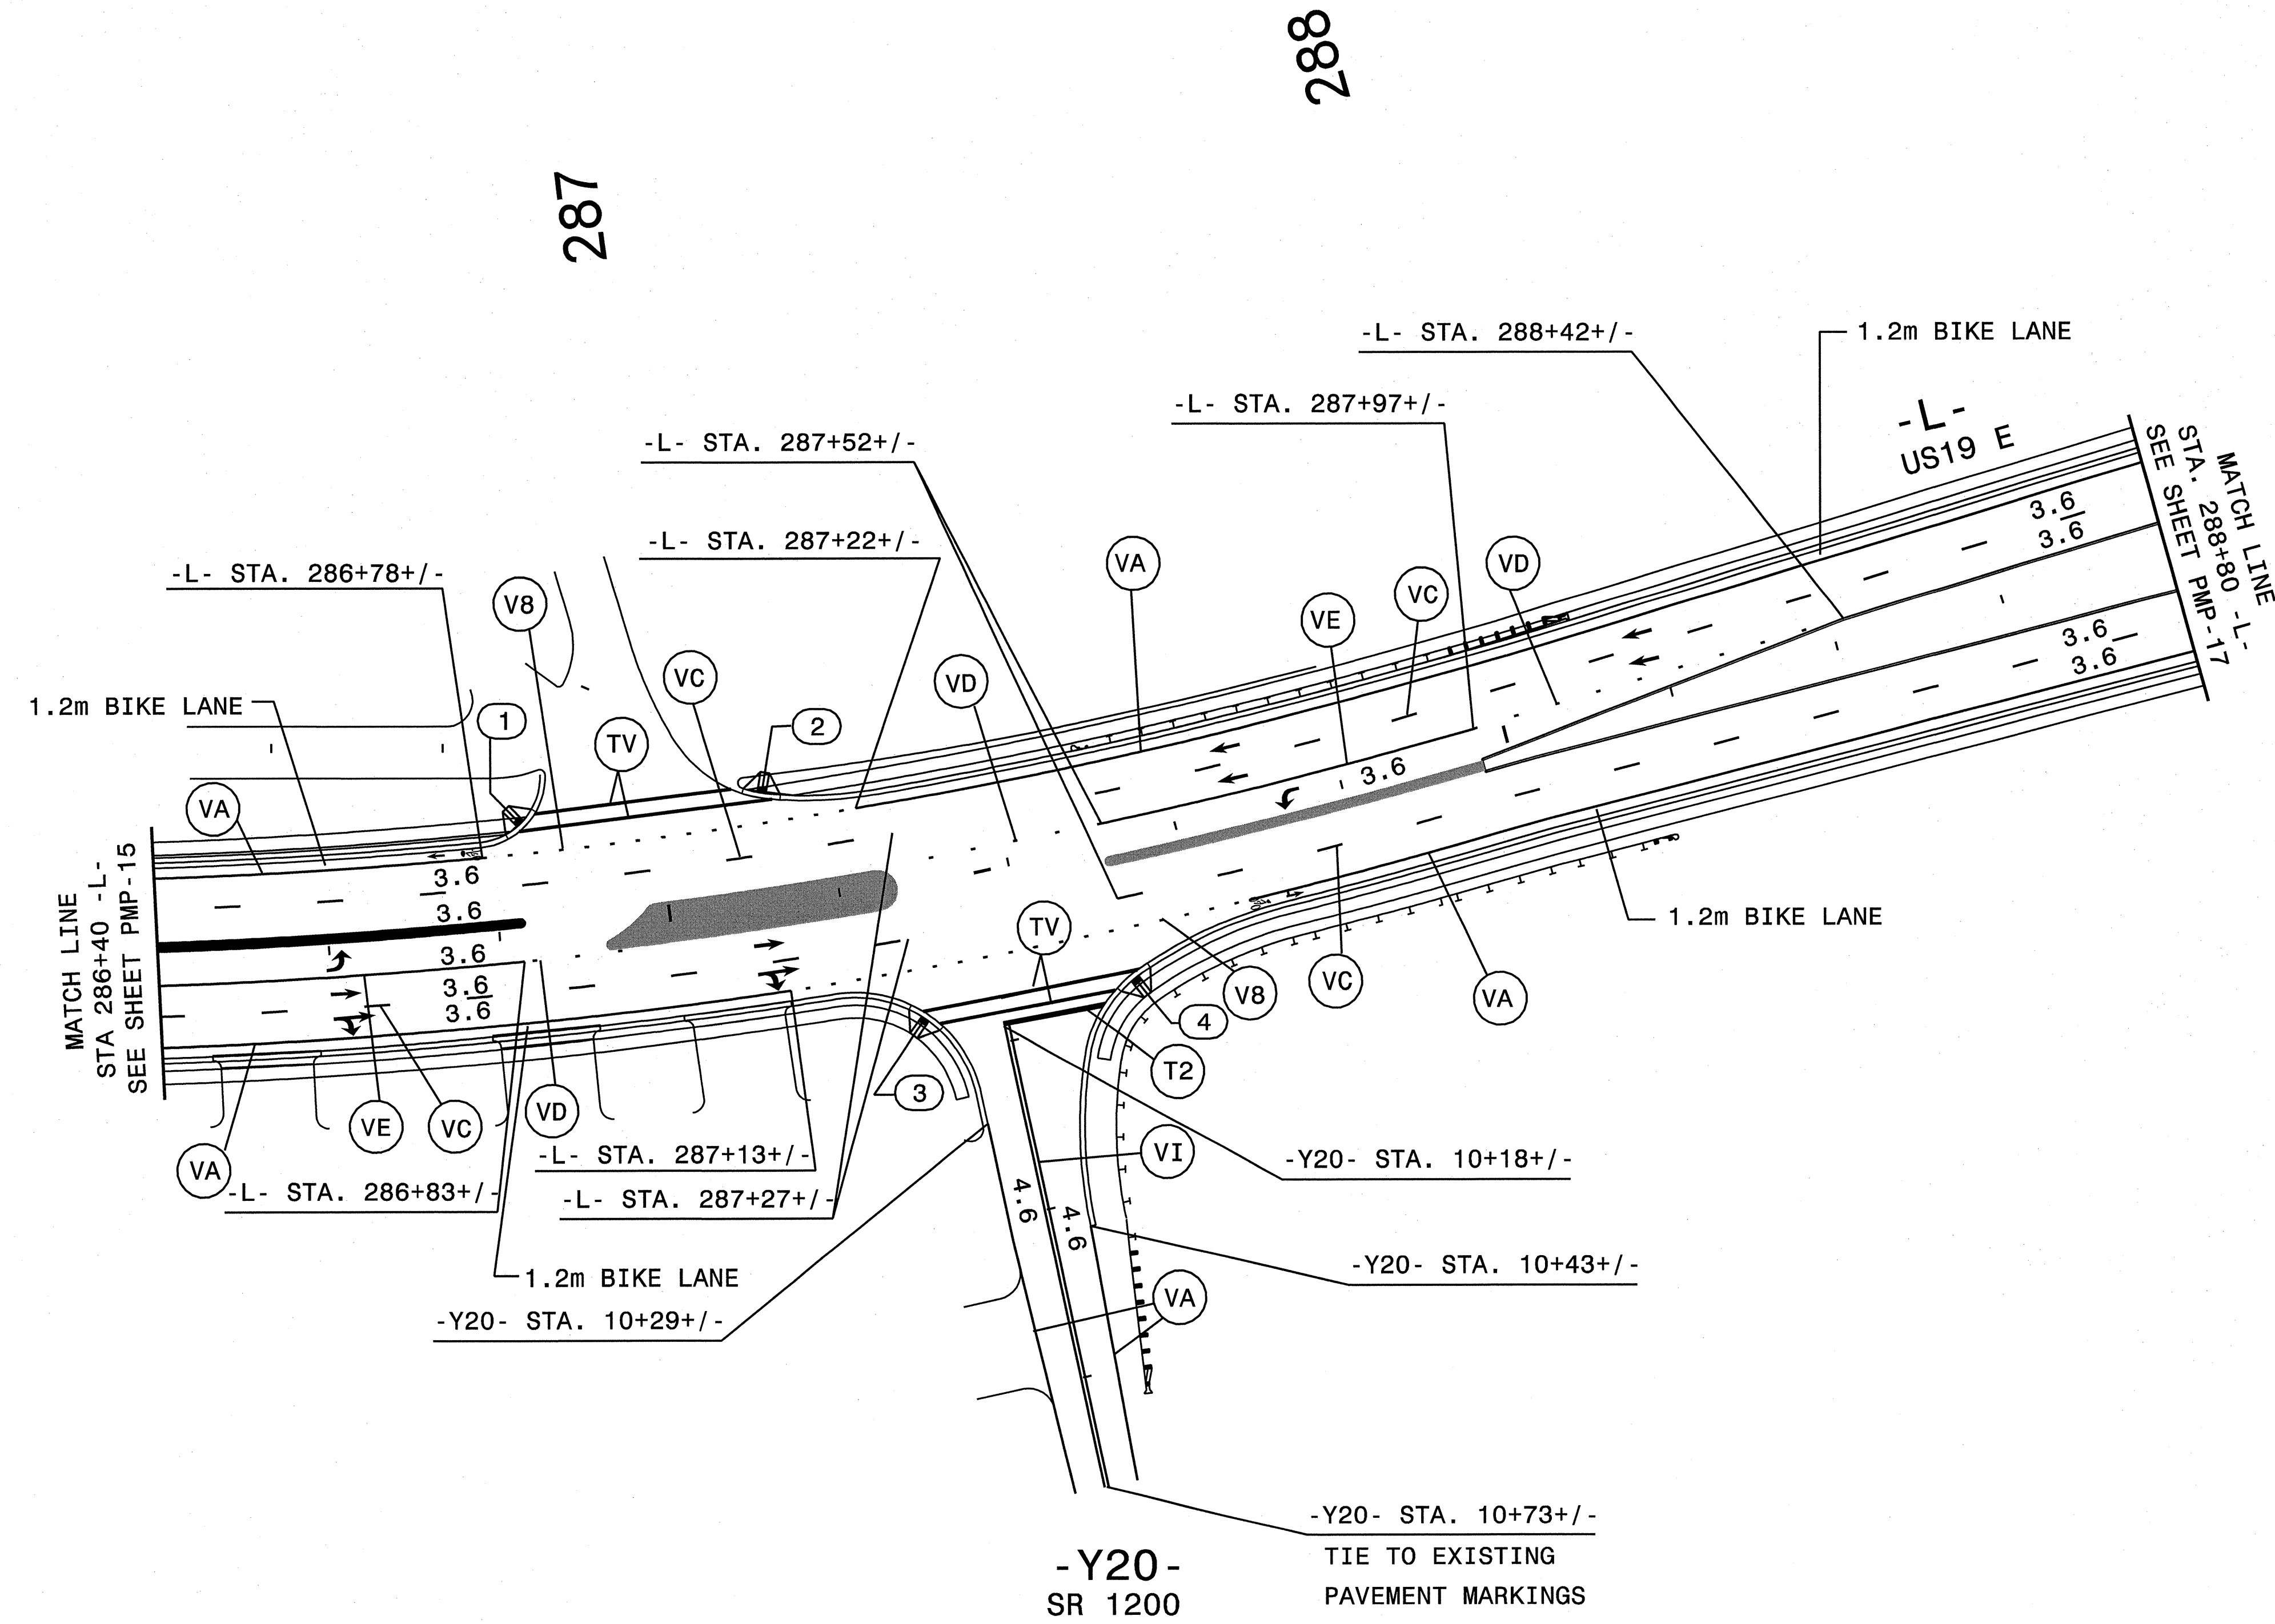 288
287
-L- STA. 288+42+/-
1.2m BIKE LANE
-L- STA. 287+97+/-
-L-
US19 E
-L- STA. 287+52+/-
MATCH LINE
STA. 288+80 -L-
SEE SHEET PMP-17
-L- STA. 287+22+/-
VA
VD
-L- STA. 286+78+/-
V8
VC
VE
3.6
3.6
3.6
3.6
VC
VD
1.2m BIKE LANE
1
TV
2
3.6
VA
MATCH LINE
STA 286+40 -L-
SEE SHEET PMP-15
3.6
3.6
3.6
3.6
3.6
TV
1.2m BIKE LANE
V8
VC
VA
4
T2
3
VE
VC
VD
VA
-L- STA. 287+13+/-
VI
-Y20- STA. 10+18+/-
-L- STA. 286+83+/-
-L- STA. 287+27+/-
4.6
4.6
-Y20- STA. 10+43+/-
1.2m BIKE LANE
VA
-Y20- STA. 10+29+/-
-Y20- STA. 10+73+/-
TIE TO EXISTING
PAVEMENT MARKINGS
-Y20-
SR 1200